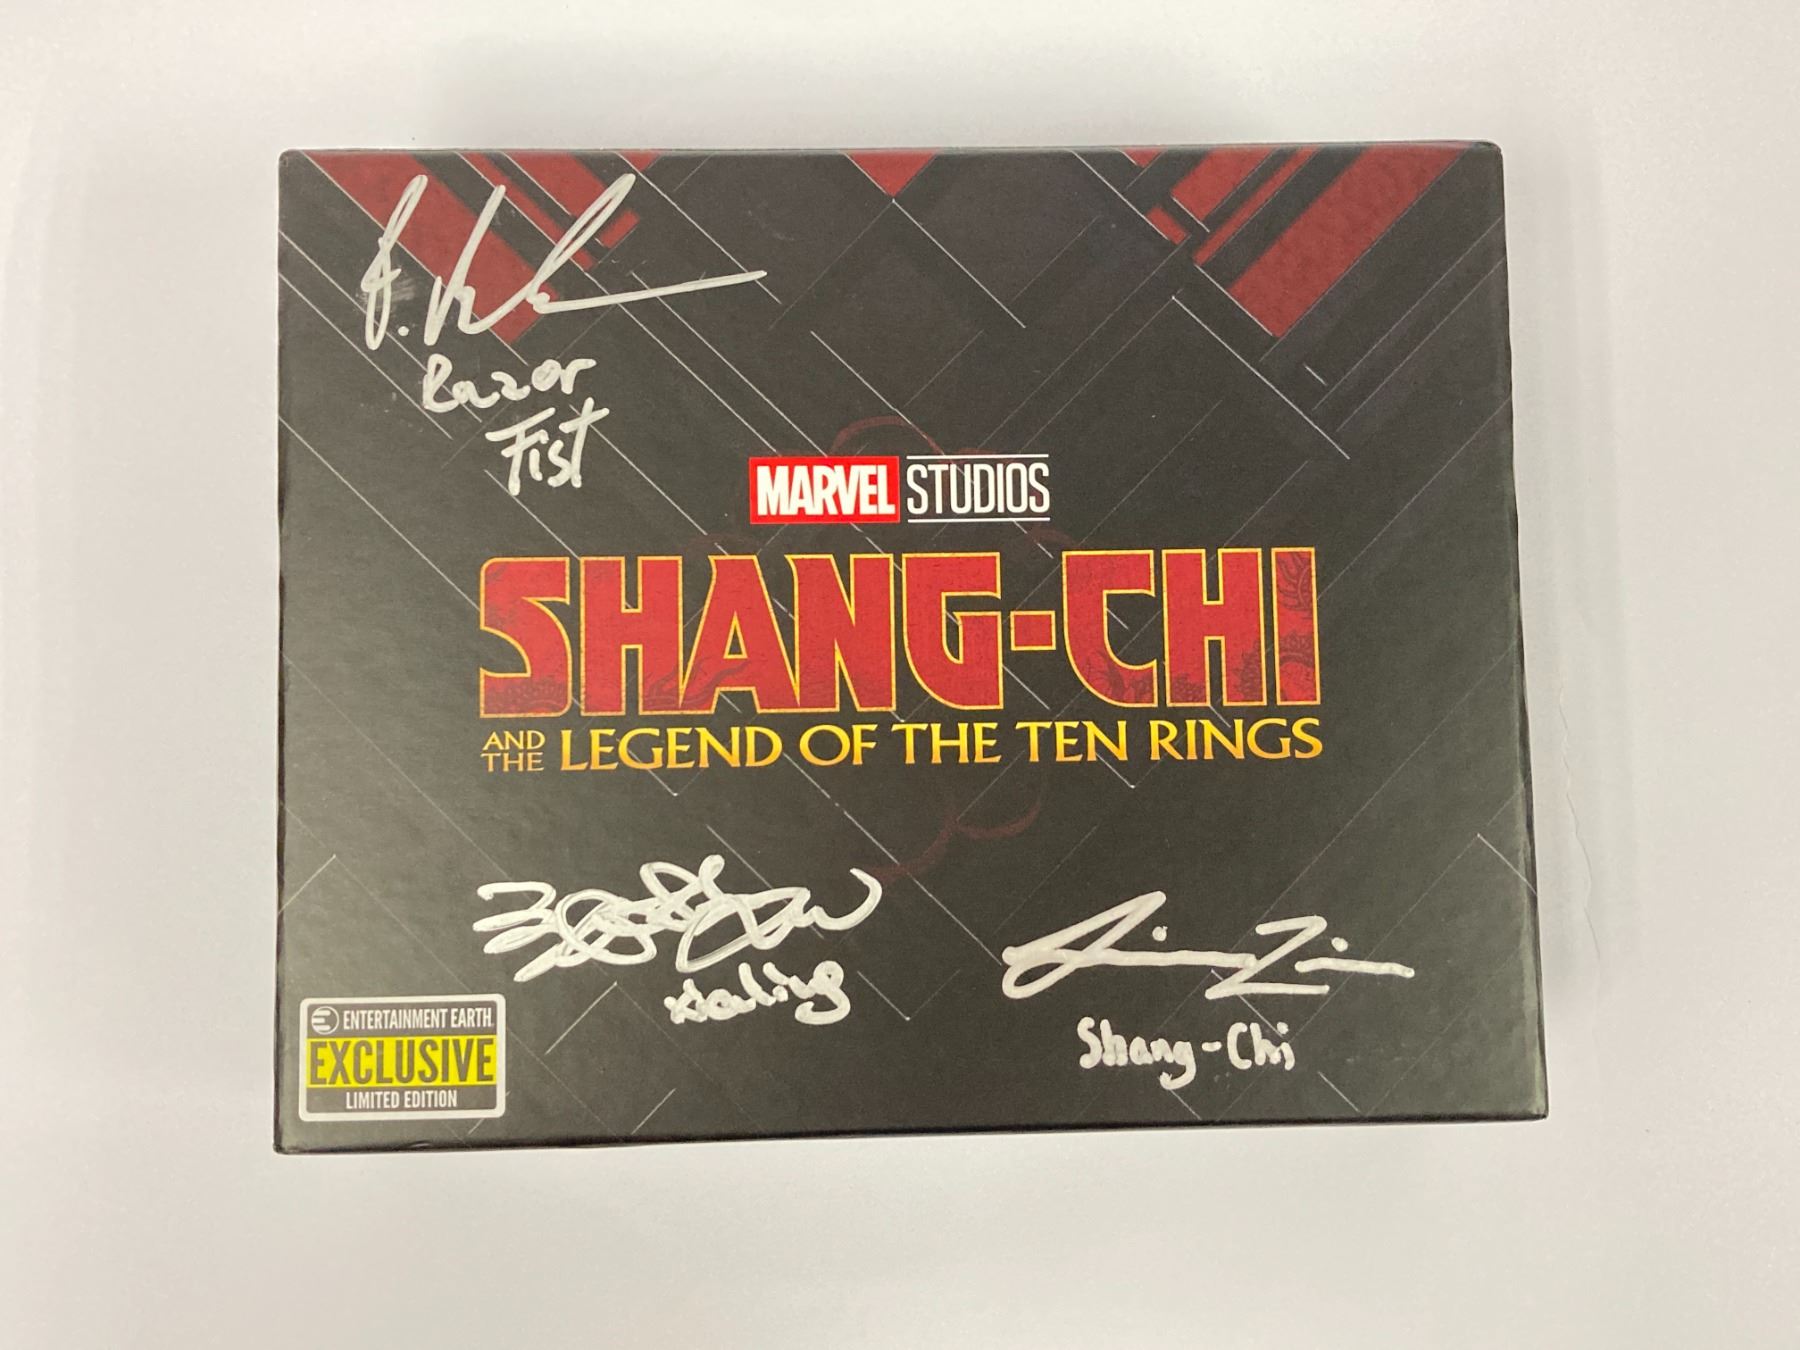 Razor
Fist
MARVEL STUDIOS
SHANG-CHI
AND THE LEGEND OF THE TEN RINGS
xialing
Shang-Chi
ENTERTAINMENT EARTH
EXCLUSIVE
LIMITED EDITION